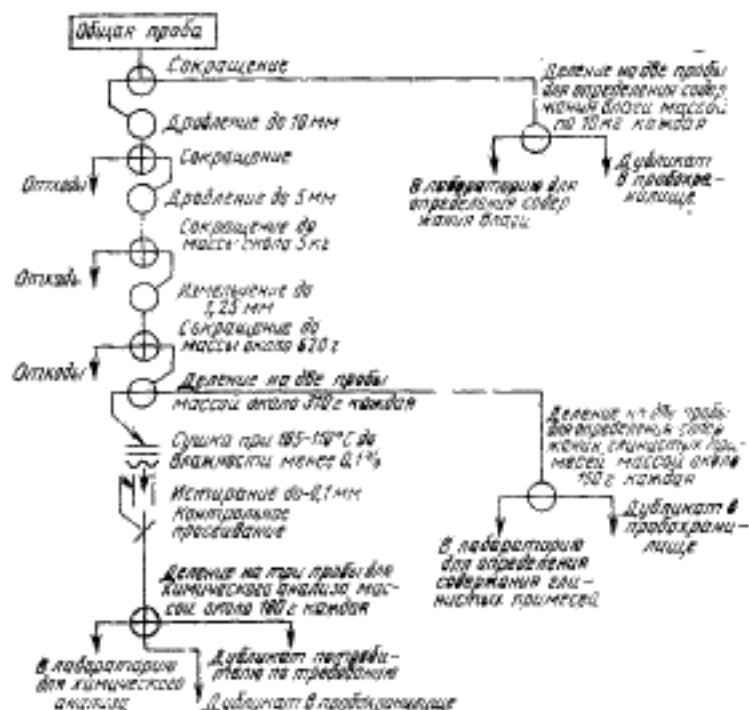 Общая проба
Сокращение
Деление на две пробы
для определения содер
жания влаги массой
по 10 кг каждая
Дробление до 10 мм
Сокращение
Отходы
В лабораторию для
определения содер
жания влаги
Дубликат
в пробохра-
нилище
Дробление до 5 мм
Сокращение до
массы около 5 кг
Отходы
Измельчение до
1,25 мм
Сокращение до
массы около 620 г
Отходы
Деление на две пробы
массой около 310 г каждая
Деление на две пробы
для определения содер
жания глинистых при
месей массой около
150 г каждая
Сушка при 105-110°С до
влажности менее 0,1%
Истирание до -0,1 мм
Контрольное
просеивание
Дубликат в
пробохрани-
лище
В лабораторию
для определения
содержания гли-
нистых примесей
Деление на три пробы для
химического анализа мас-
сой около 100 г каждая
В лабораторию
для химического
анализа
Дубликат потреби-
телю по требованию
Дубликат в пробохранилище